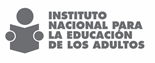 INSTITUTO
NACIONAL PARA
LA EDUCACIÓN
DE LOS ADULTOS